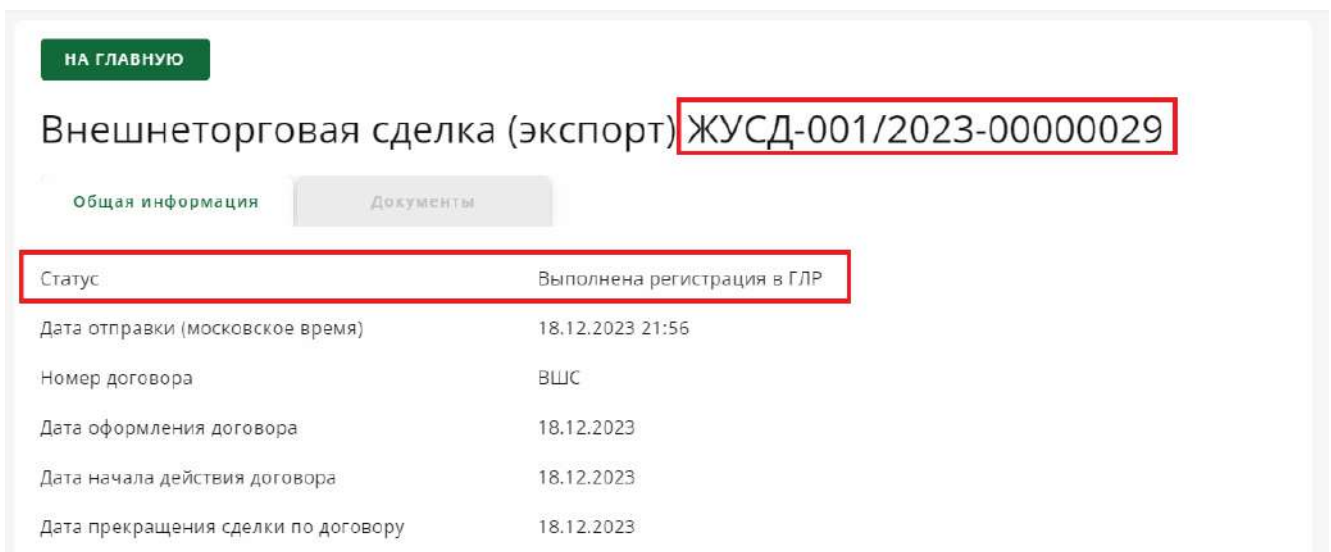 НА ГЛАВНУЮ
Внешнеторговая сделка (экспорт) ЖУСД-001/2023-00000029
Общая информация Документы
Статус Выполнена регистрация в ГЛР
Дата отправки (московское время) 18.12.2023 21:56
Номер договора ВШС
Дата оформления договора 18.12.2023
Дата начала действия договора 18.12.2023
Дата прекращения сделки по договору 18.12.2023